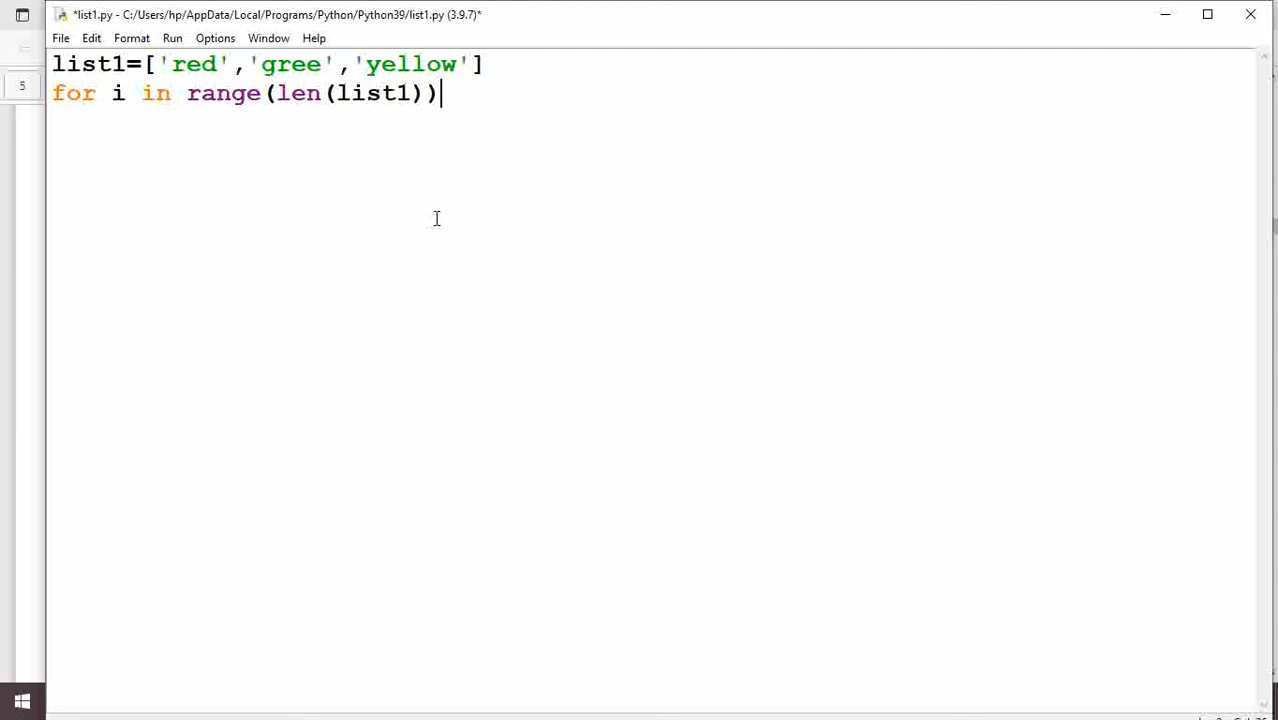 *list1.py - C:/Users/hp/AppData/Local/Programs/Python/Python39/list1.py (3.9.7)*
File Edit Format Run Options Window Help
list1=['red','gree','yellow']
for i in range(len(list1))
5